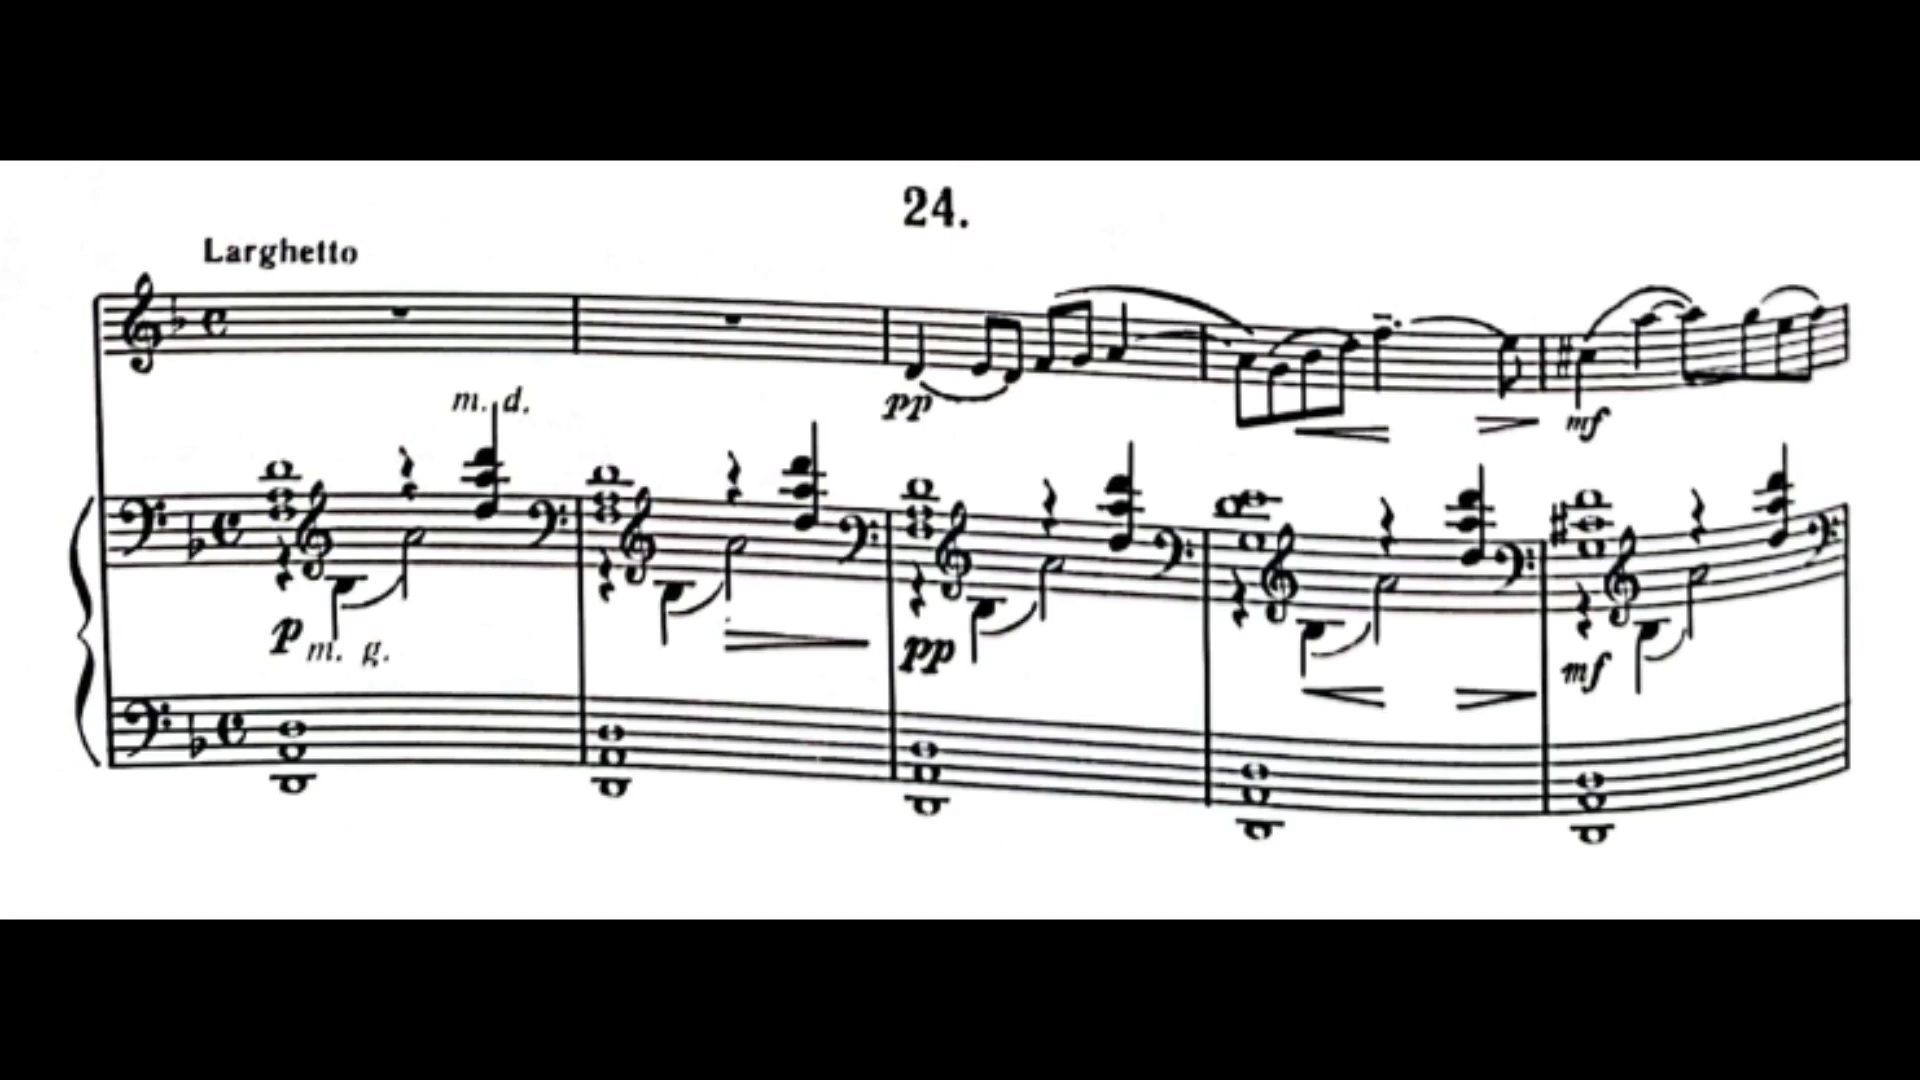 24.
Larghetto
m. d.
pp
mf
p m. g.
pp
mf